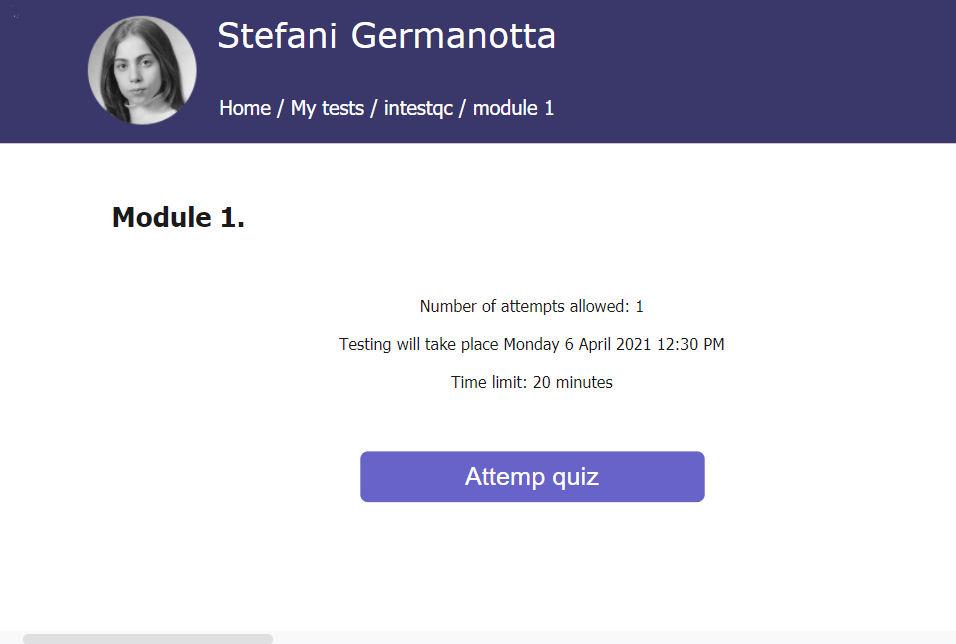 Stefani Germanotta
Home / My tests / intestqc / module 1
Module 1.
Number of attempts allowed: 1
Testing will take place Monday 6 April 2021 12:30 PM
Time limit: 20 minutes
Attemp quiz